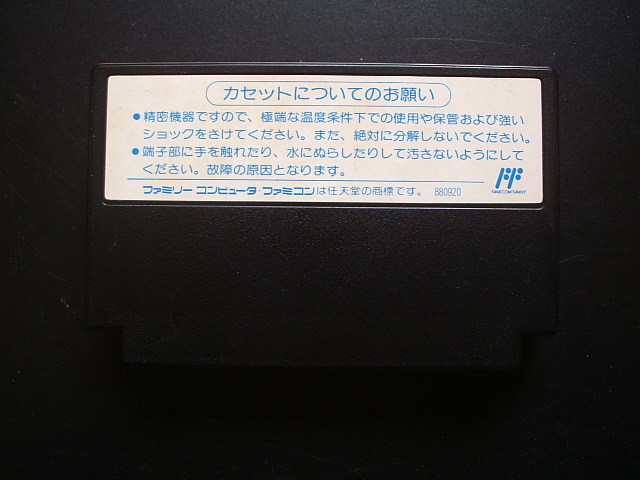 カセットについてのお願い
●精密機器ですので、極端な温度条件下での使用や保管および強い
ショックをさけてください。また、絶対に分解しないでください。
●端子部に手を触れたり、水にぬらしたりして汚さないようにして
ください。故障の原因となります。
ファミリー コンピュータ・ファミコンは任天堂の商標です。 880920
FAMICOM FAMILY